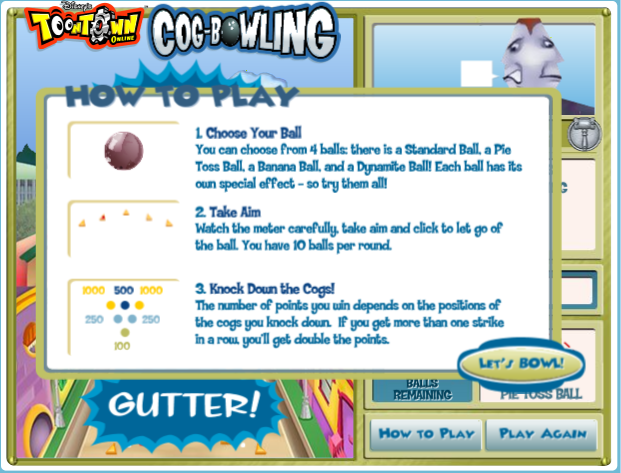 Disney's
TOONTOWN
ONLINE
COG-BOWLING
HOW TO PLAY
1. Choose Your Ball
You can choose from 4 balls: there is a Standard Ball, a Pie
Toss Ball, a Banana Ball, and a Dynamite Ball! Each ball has its
own special effect - so try them all!
2. Take Aim
Watch the meter carefully, take aim and click to let go of
the ball. You have 10 balls per round.
1000 500 1000
250 250
100
3. Knock Down the Cogs!
The number of points you win depends on the positions of
the cogs you knock down. If you get more than one strike
in a row, you'll get double the points.
LET'S BOWL!
GUTTER!
BALLS
REMAINING
PIE TOSS BALL
HOW TO PLAY
PLAY AGAIN